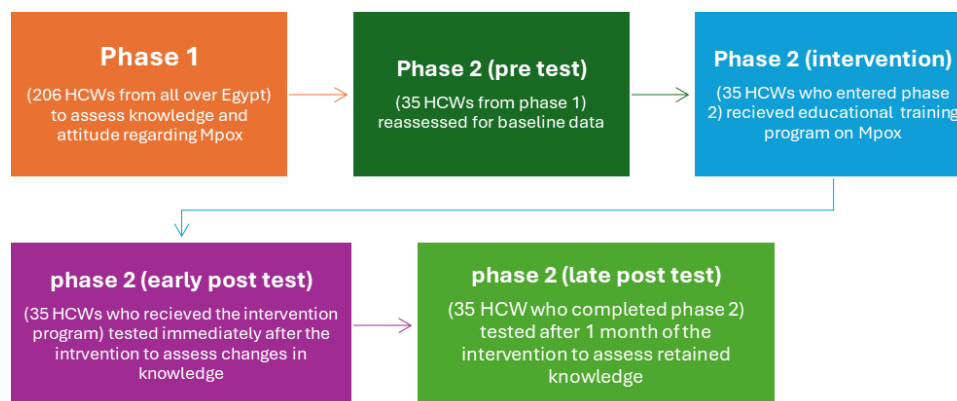 Phase 1
(206 HCWs from all over Egypt)
to assess knowledge and
attitude regarding Mpox
Phase 2 (pre test)
(35 HCWs from phase 1)
reassessed for baseline data
Phase 2 (intervention)
(35 HCWs who entered phase
2) recieved educational training
program on Mpox
phase 2 (early post test)
(35 HCWs who recieved the intervention
program) tested immediately after the
intrvention to assess changes in
knowledge
phase 2 (late post test)
(35 HCW who completed phase 2)
tested after 1 month of the
intervention to assess retained
knowledge